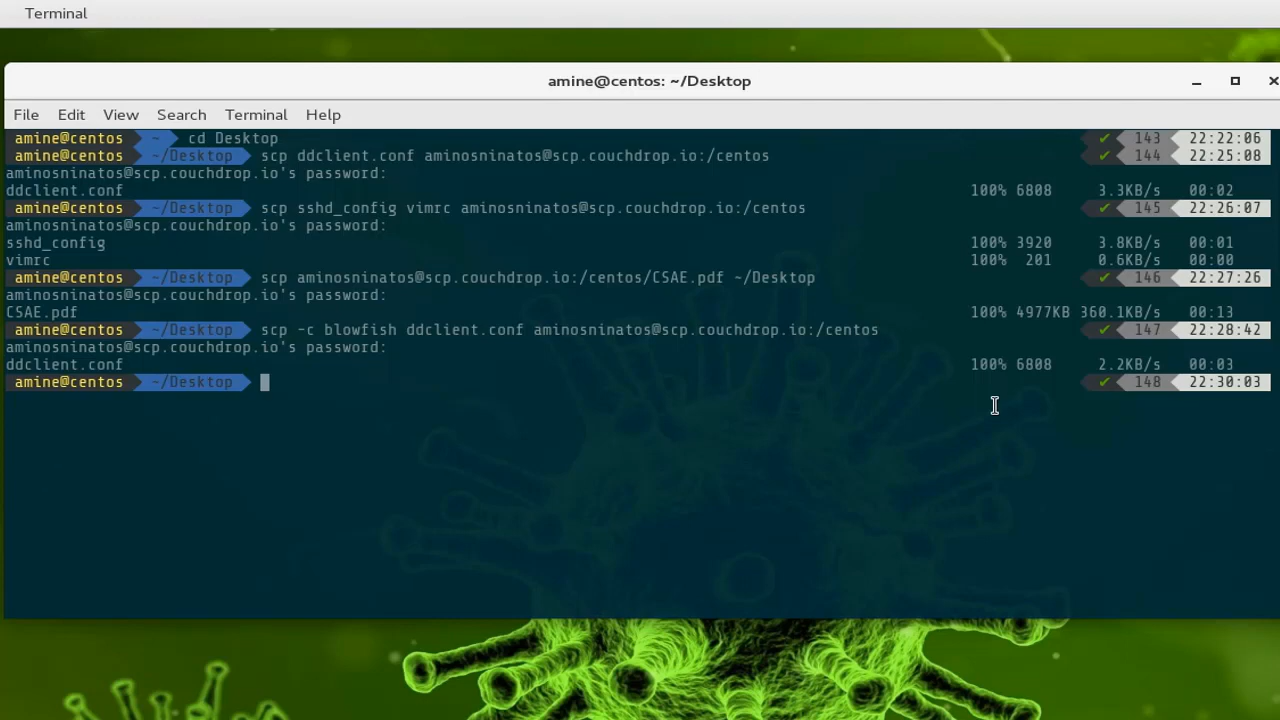 Terminal
amine@centos: ~/Desktop
File Edit View Search Terminal Help
amine@centos ~ cd Desktop ✔ 143 22:22:06
amine@centos ~/Desktop scp ddclient.conf aminosninatos@scp.couchdrop.io:/centos ✔ 144 22:25:08
aminosninatos@scp.couchdrop.io's password:
ddclient.conf 100% 6808 3.3KB/s 00:02
amine@centos ~/Desktop scp sshd_config vimrc aminosninatos@scp.couchdrop.io:/centos ✔ 145 22:26:07
aminosninatos@scp.couchdrop.io's password:
sshd_config 100% 3920 3.8KB/s 00:01
vimrc 100% 201 0.6KB/s 00:00
amine@centos ~/Desktop scp aminosninatos@scp.couchdrop.io:/centos/CSAE.pdf ~/Desktop ✔ 146 22:27:26
aminosninatos@scp.couchdrop.io's password:
CSAE.pdf 100% 4977KB 360.1KB/s 00:13
amine@centos ~/Desktop scp -c blowfish ddclient.conf aminosninatos@scp.couchdrop.io:/centos ✔ 147 22:28:42
aminosninatos@scp.couchdrop.io's password:
ddclient.conf 100% 6808 2.2KB/s 00:03
amine@centos ~/Desktop ✔ 148 22:30:03